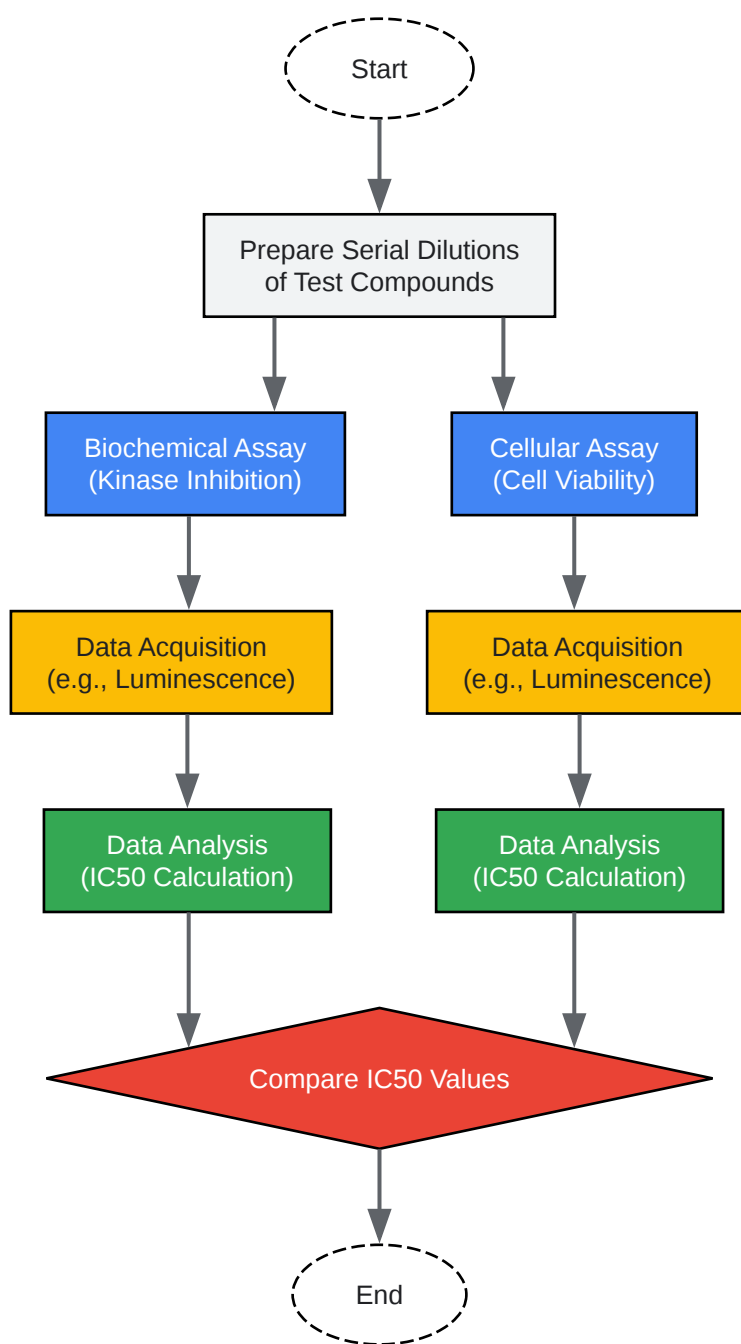 Start
Prepare Serial Dilutions
of Test Compounds
Biochemical Assay
(Kinase Inhibition)
Cellular Assay
(Cell Viability)
Data Acquisition
(e.g., Luminescence)
Data Acquisition
(e.g., Luminescence)
Data Analysis
(IC50 Calculation)
Data Analysis
(IC50 Calculation)
Compare IC50 Values
End